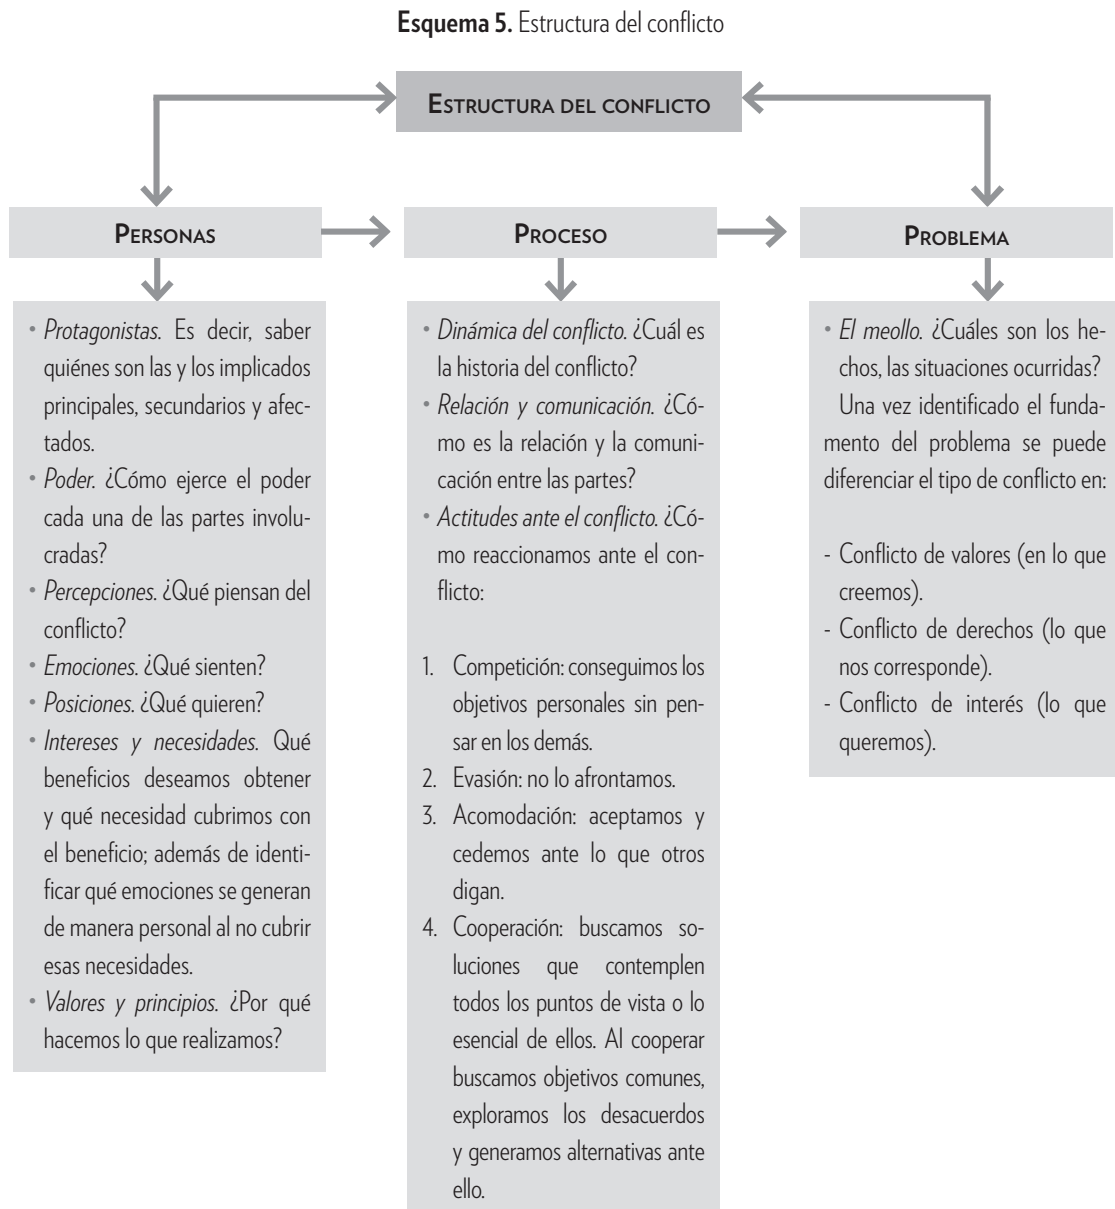 Esquema 5. Estructura del conflicto
Estructura del conflicto
Personas
Proceso
Problema
• Protagonistas. Es decir, saber
quiénes son las y los implicados
principales, secundarios y afec-
tados.
• Poder. ¿Cómo ejerce el poder
cada una de las partes involu-
cradas?
• Percepciones. ¿Qué piensan del
conflicto?
• Emociones. ¿Qué sienten?
• Posiciones. ¿Qué quieren?
• Intereses y necesidades. Qué
beneficios deseamos obtener
y qué necesidad cubrimos con
el beneficio; además de identi-
ficar qué emociones se generan
de manera personal al no cubrir
esas necesidades.
• Valores y principios. ¿Por qué
hacemos lo que realizamos?
• Dinámica del conflicto. ¿Cuál es
la historia del conflicto?
• Relación y comunicación. ¿Có-
mo es la relación y la comuni-
cación entre las partes?
• Actitudes ante el conflicto. ¿Có-
mo reaccionamos ante el con-
flicto:
1. Competición: conseguimos los
objetivos personales sin pen-
sar en los demás.
2. Evasión: no lo afrontamos.
3. Acomodación: aceptamos y
cedemos ante lo que otros
digan.
4. Cooperación: buscamos so-
luciones que contemplen
todos los puntos de vista o lo
esencial de ellos. Al cooperar
buscamos objetivos comunes,
exploramos los desacuerdos
y generamos alternativas ante
ello.
• El meollo. ¿Cuáles son los he-
chos, las situaciones ocurridas?
Una vez identificado el funda-
mento del problema se puede
diferenciar el tipo de conflicto en:
- Conflicto de valores (en lo que
creemos).
- Conflicto de derechos (lo que
nos corresponde).
- Conflicto de interés (lo que
queremos).